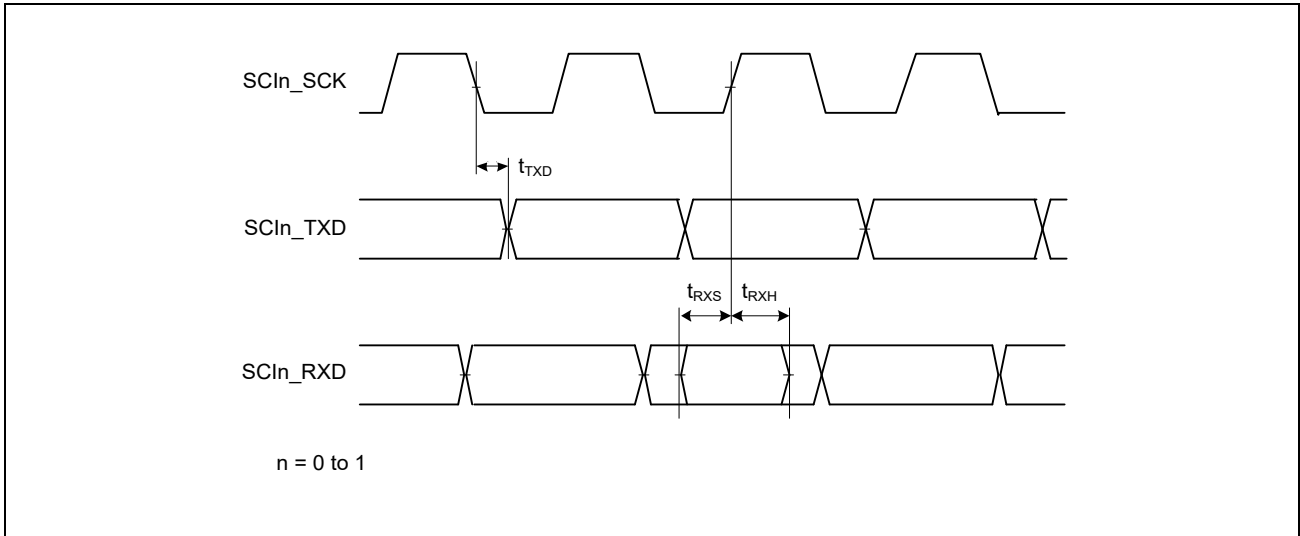 SCIn_SCK
tTXD
SCIn_TXD
tRXS tRXH
SCIn_RXD
n = 0 to 1